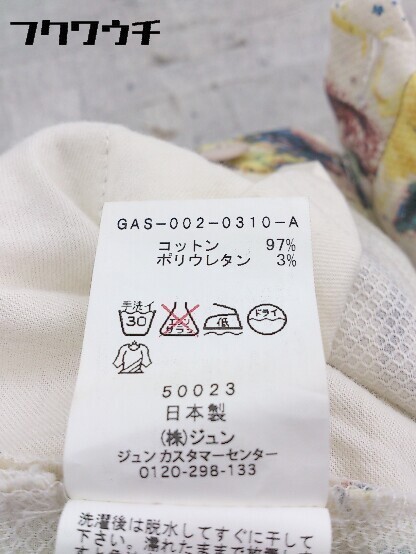 フクワウチ
GAS-002-0310-A
コットン 97%
ポリウレタン 3%
手洗イ
30
エンソ
サラシ
低
ドライ
50023
日本製
(株)ジュン
ジュン カスタマーセンター
0120-298-133
洗濯後は脱水してすぐに干して
下さい。濡れたままで放置
すと